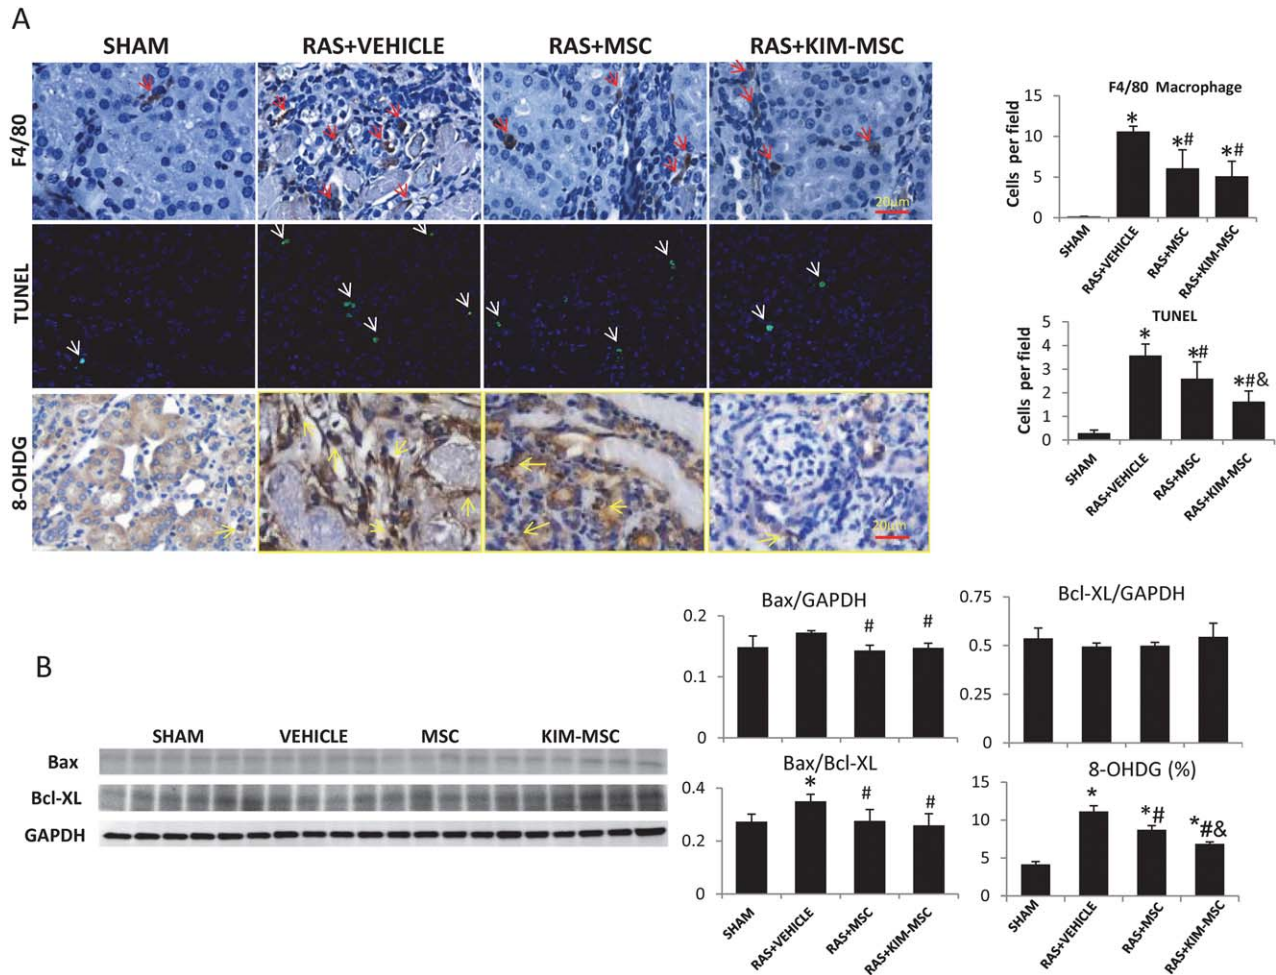 A
SHAM RAS+VEHICLE RAS+MSC RAS+KIM-MSC
F4/80
20µm
TUNEL
8-OHDG
20µm
F4/80 Macrophage
Cells per field
15
10
5
0
*
*#
*#
SHAM
RAS+VEHICLE
RAS+MSC
RAS+KIM-MSC
TUNEL
Cells per field
5
4
3
2
1
0
*
*#
*#&
SHAM
RAS+VEHICLE
RAS+MSC
RAS+KIM-MSC
B
SHAM VEHICLE MSC KIM-MSC
Bax
Bcl-XL
GAPDH
Bax/GAPDH
0.2
0.1
0
#
#
Bcl-XL/GAPDH
0.75
0.5
0.25
0
Bax/Bcl-XL
0.4
0.2
0
*
#
#
SHAM
RAS+VEHICLE
RAS+MSC
RAS+KIM-MSC
8-OHDG (%)
15
10
5
0
*
*#
*#&
SHAM
RAS+VEHICLE
RAS+MSC
RAS+KIM-MSC